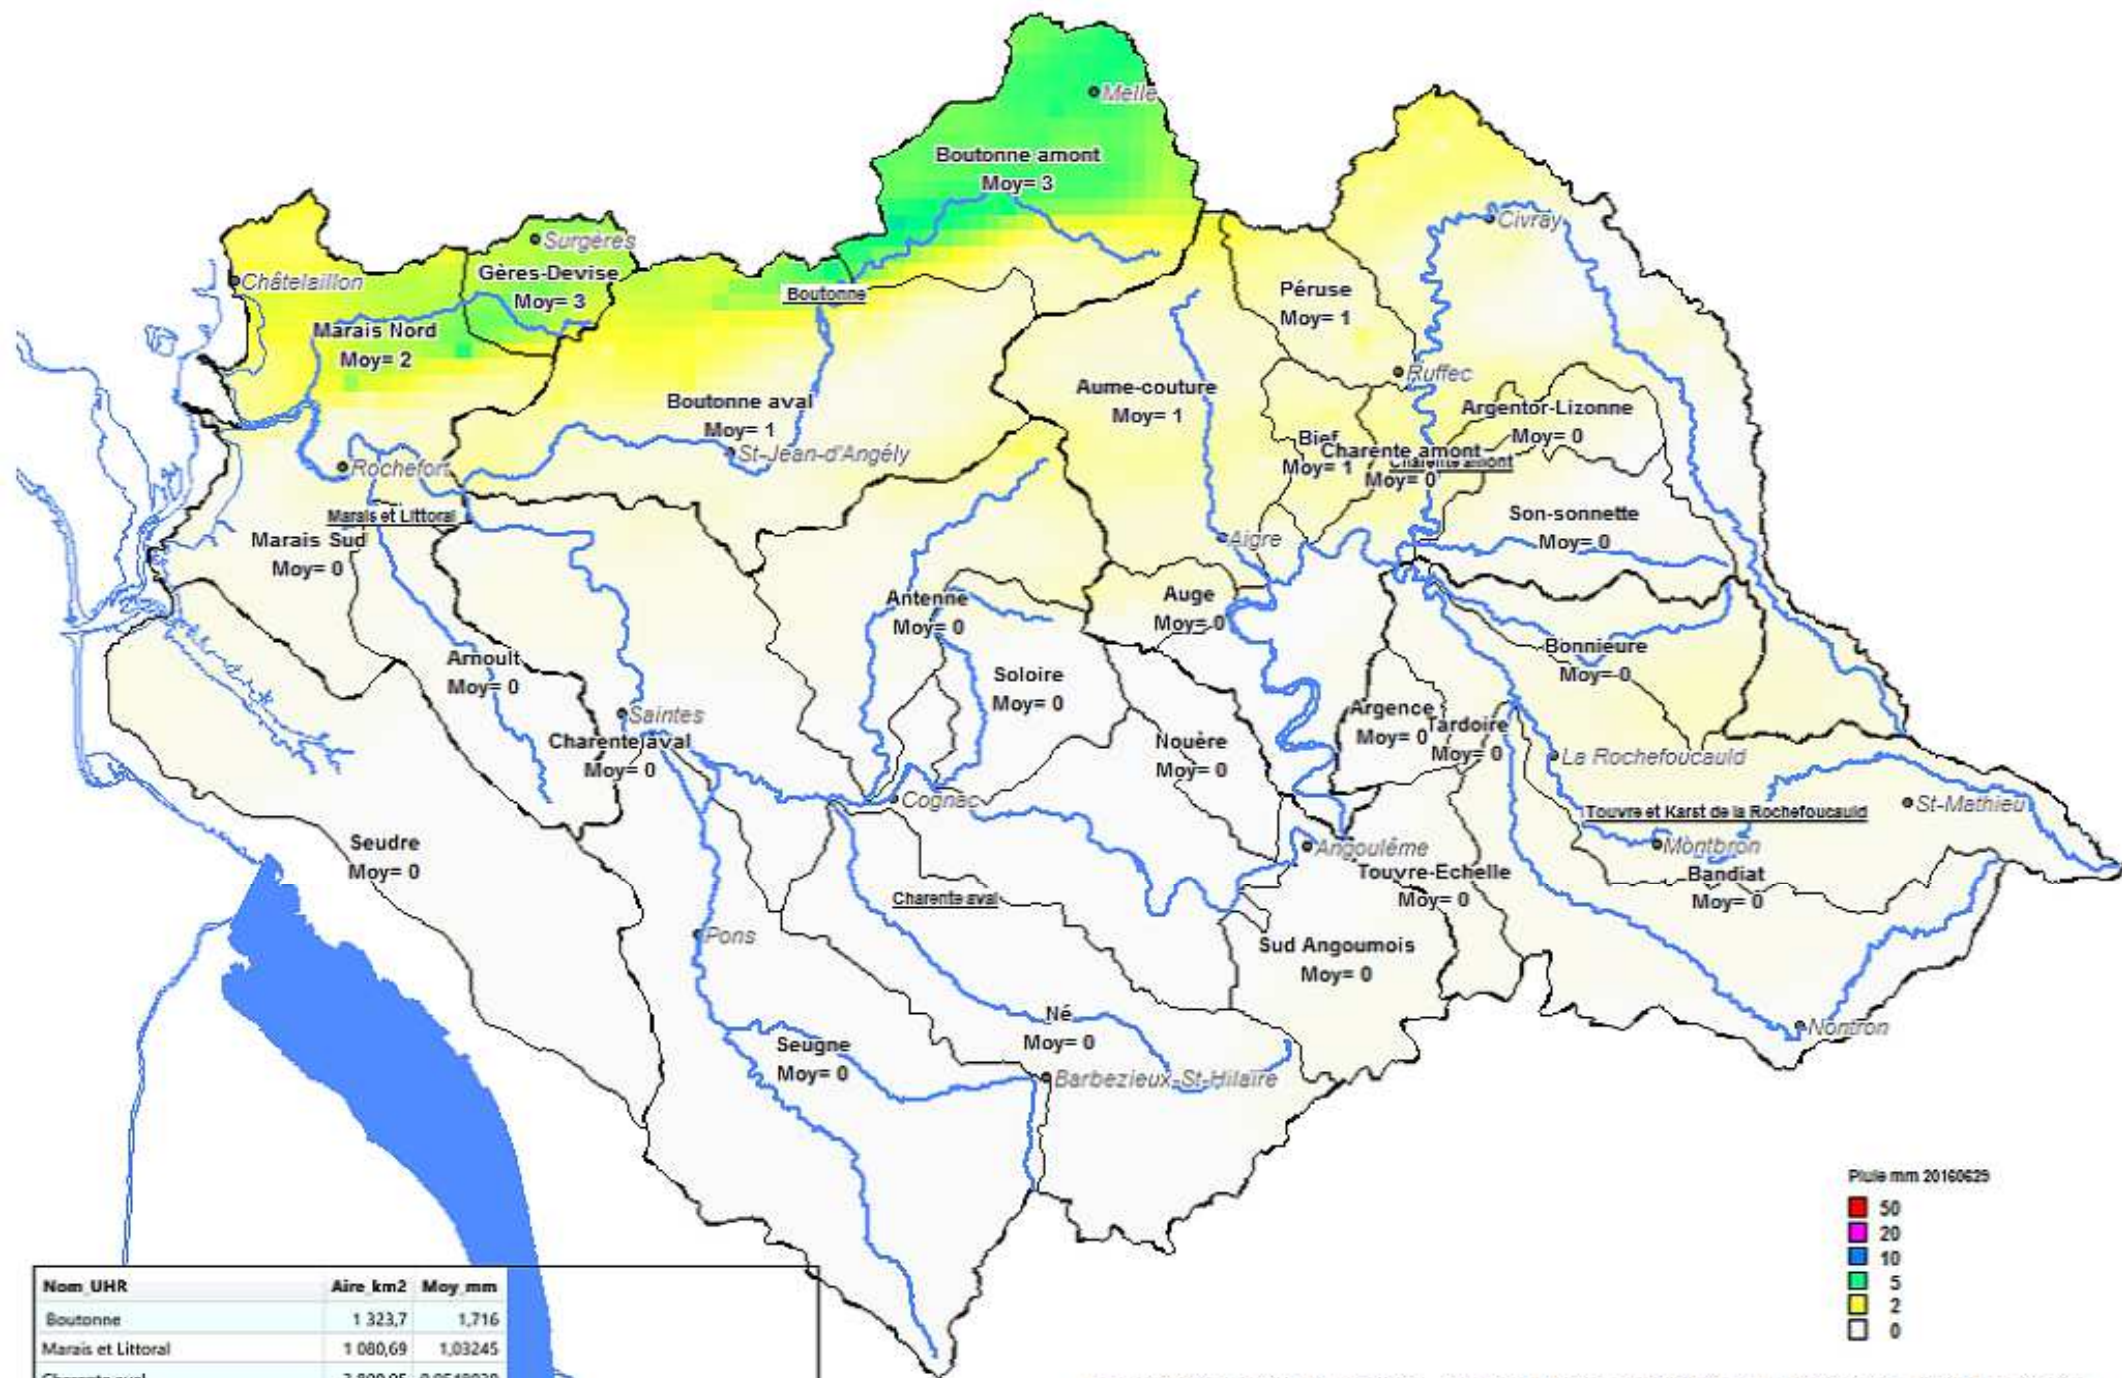 Melle
Boutonne amont
Moy= 3
Civray
Surgères
Gères-Devise
Moy= 3
Châtelaillon
Boutonne
Péruse
Moy= 1
Marais Nord
Moy= 2
Ruffec
Aume-couture
Moy= 1
Boutonne aval
Moy= 1
Argentor-Lizonne
Moy= 0
Bief
Moy= 1
Charente amont
Moy= 0
Charente amont
St-Jean-d'Angély
Rochefort
Marais et Littoral
Son-sonnette
Moy= 0
Marais Sud
Moy= 0
Aigre
Antenne
Moy= 0
Auge
Moy= 0
Bonnieure
Moy= 0
Arnoult
Moy= 0
Soloire
Moy= 0
Saintes
Argence
Moy= 0
Tardoire
Moy= 0
Charente aval
Moy= 0
Nouère
Moy= 0
La Rochefoucauld
Cognac
St-Mathieu
Touvre et Karst de la Rochefoucauld
Seudre
Moy= 0
Angoulême
Montbron
Touvre-Echelle
Moy= 0
Bandiat
Moy= 0
Charente aval
Pons
Sud Angoumois
Moy= 0
Né
Moy= 0
Nontron
Seugne
Moy= 0
Barbezieux-St-Hilaire
Pluie mm 20160629
50
20
10
5
2
0
Nom_UHR Aire_km2 Moy_mm
Boutonne 1 323,7 1,716
Marais et Littoral 1 080,69 1,03245